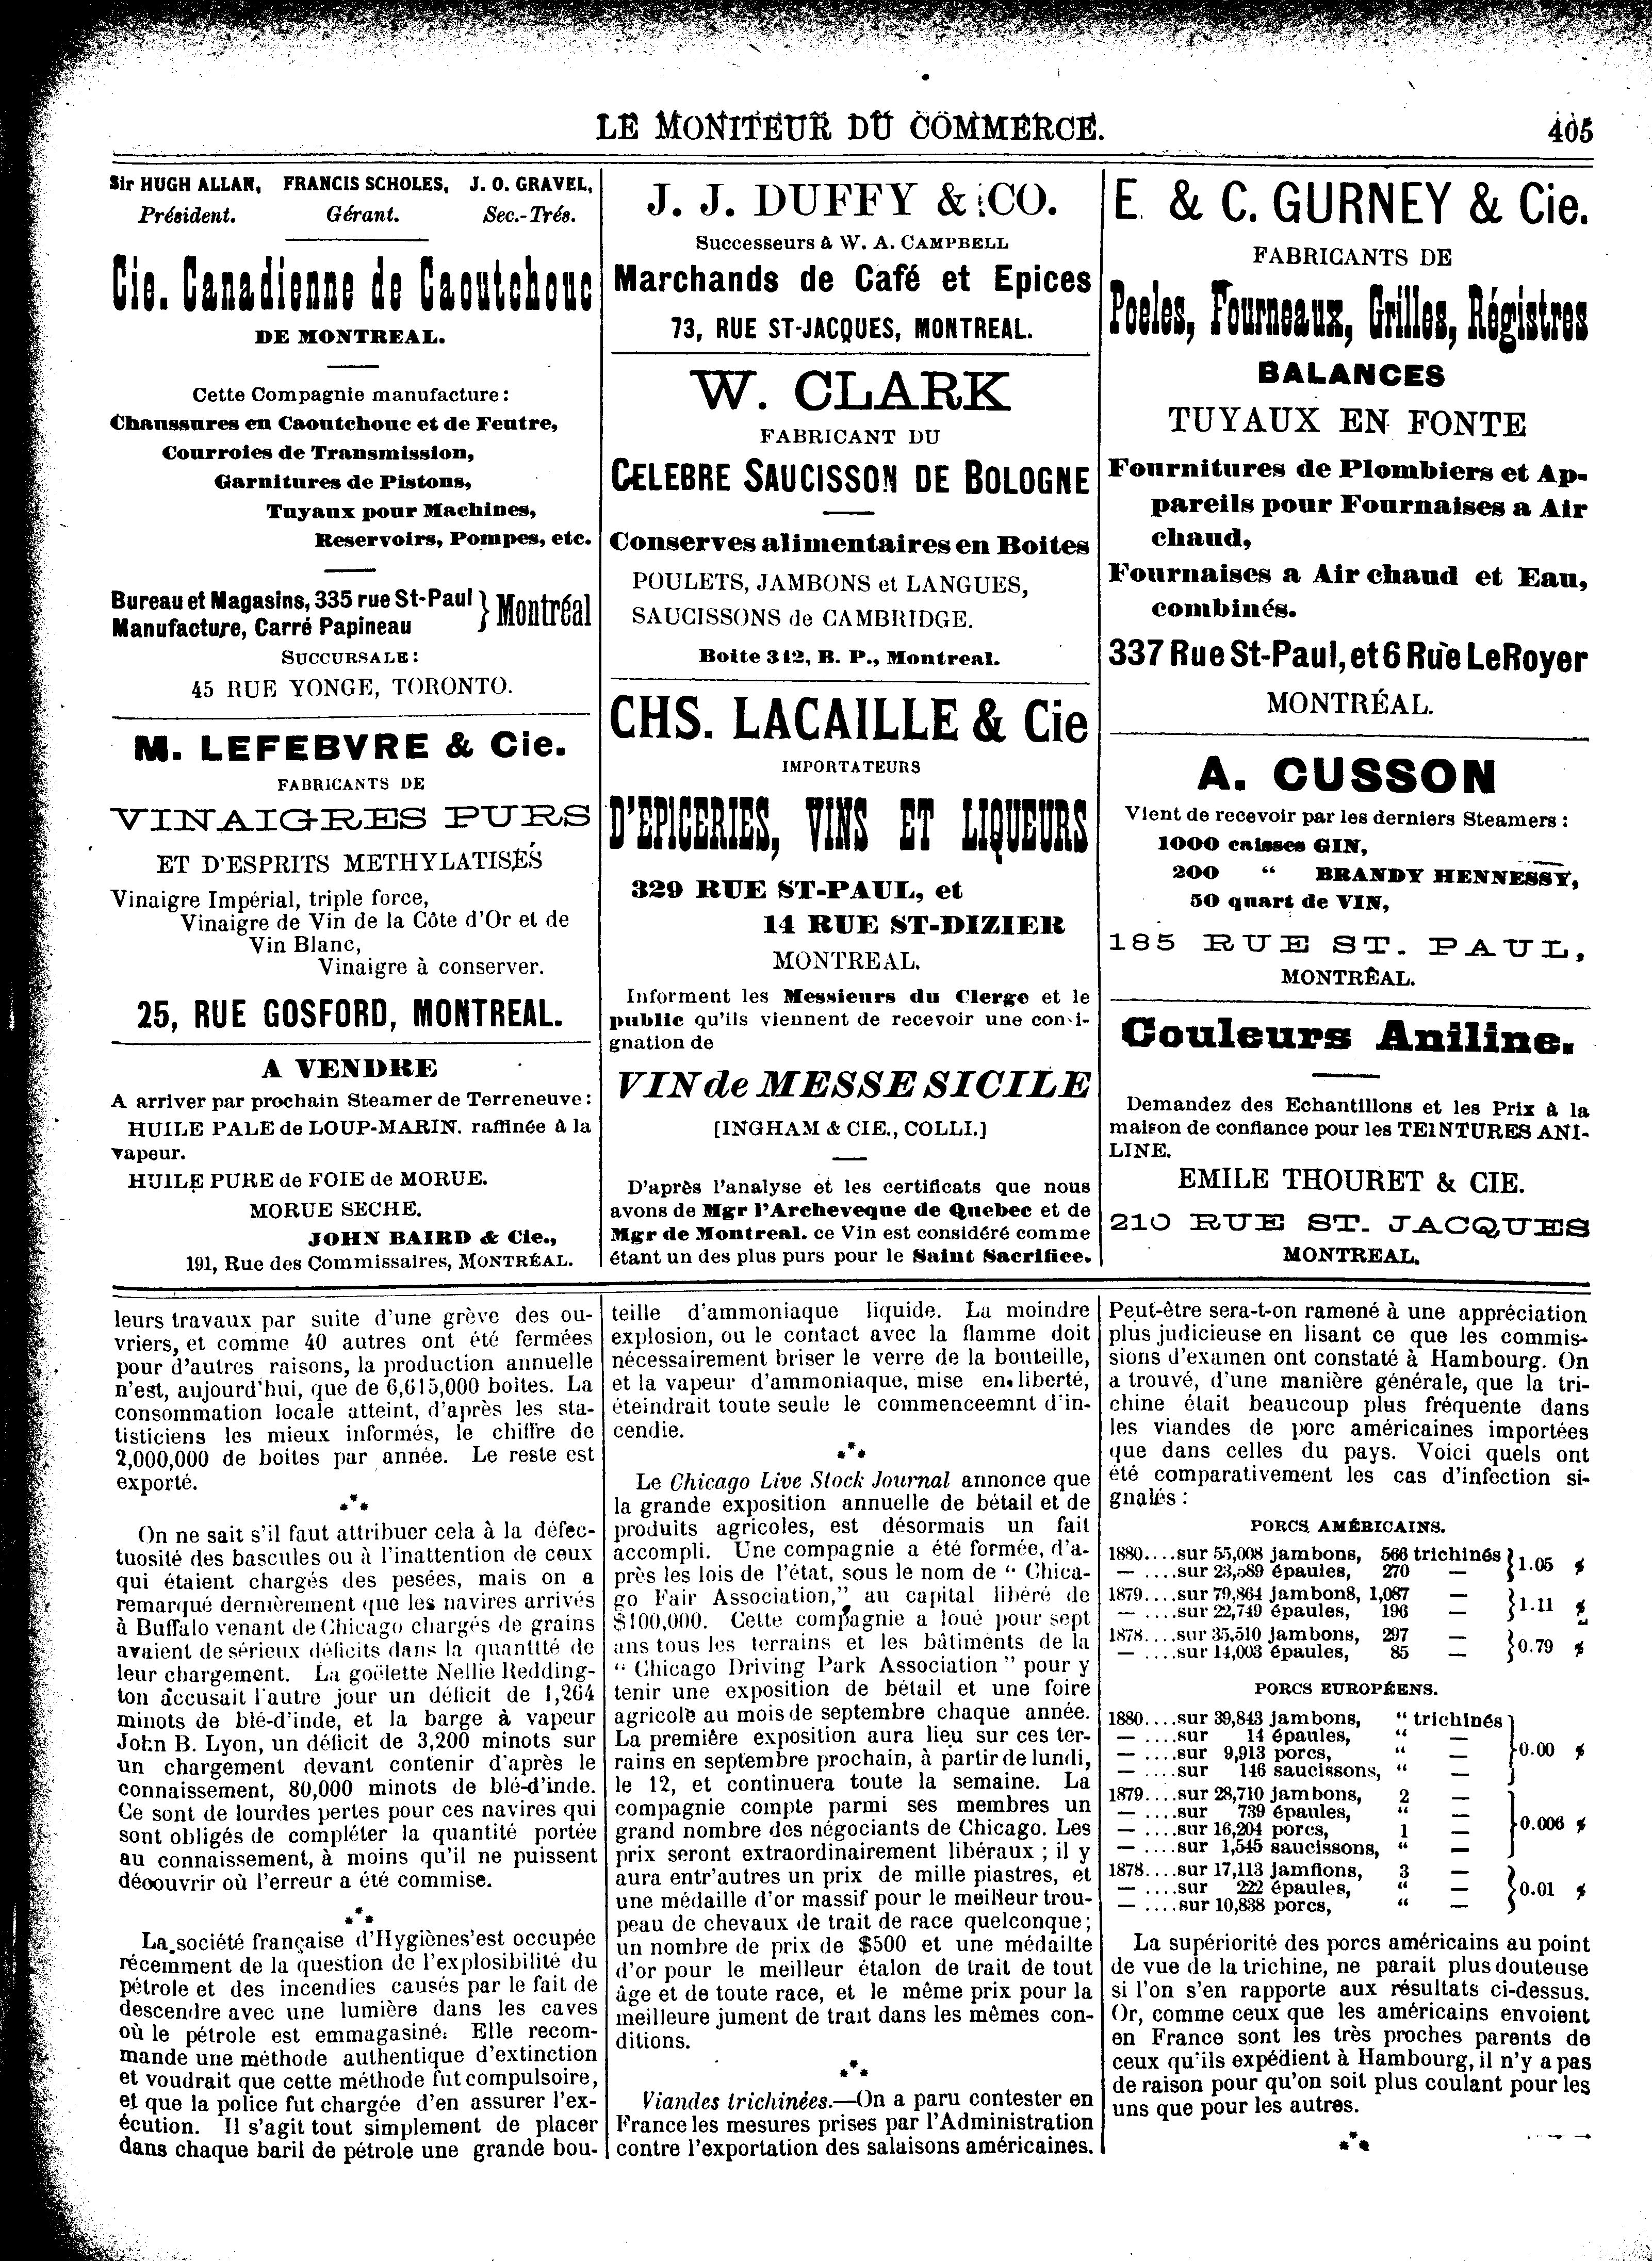 LE MONITEUR DU COMMERCE.
405
Sir HUGH ALLAN, FRANCIS SCHOLES, J. O. GRAVEL,
Président. Gérant. Sec.-Trés.
Cie. Canadienne de Caoutchouc
DE MONTREAL.
Cette Compagnie manufacture:
Chaussures en Caoutchouc et de Feutre,
Courroies de Transmission,
Garnitures de Pistons,
Tuyaux pour Machines,
Reservoirs, Pompes, etc.
Bureau et Magasins, 335 rue St-Paul } Montréal
Manufacture, Carré Papineau
SUCCURSALE:
45 RUE YONGE, TORONTO.
M. LEFEBVRE & Cie.
FABRICANTS DE
VINAIGRES PURS
ET D'ESPRITS METHYLATISÉS
Vinaigre Impérial, triple force,
Vinaigre de Vin de la Côte d'Or et de
Vin Blanc,
Vinaigre à conserver.
25, RUE GOSFORD, MONTREAL.
A VENDRE
A arriver par prochain Steamer de Terreneuve:
HUILE PALE de LOUP-MARIN. raffinée à la
vapeur.
HUILE PURE de FOIE de MORUE.
MORUE SECHE.
JOHN BAIRD & Cie.,
191, Rue des Commissaires, MONTRÉAL.
J. J. DUFFY & CO.
Successeurs à W. A. CAMPBELL
Marchands de Café et Epices
73, RUE ST-JACQUES, MONTREAL.
W. CLARK
FABRICANT DU
CELEBRE SAUCISSON DE BOLOGNE
Conserves alimentaires en Boites
POULETS, JAMBONS et LANGUES,
SAUCISSONS de CAMBRIDGE.
Boite 312, B. P., Montreal.
CHS. LACAILLE & Cie
IMPORTATEURS
D'EPICERIES, VINS ET LIQUEURS
329 RUE ST-PAUL, et
14 RUE ST-DIZIER
MONTREAL.
Informent les Messieurs du Clerge et le
public qu'ils viennent de recevoir une consi-
gnation de
VIN de MESSE SICILE
[INGHAM & CIE., COLLI.]
D'après l'analyse et les certificats que nous
avons de Mgr l'Archeveque de Quebec et de
Mgr de Montreal. ce Vin est considéré comme
étant un des plus purs pour le Saint Sacrifice.
E. & C. GURNEY & Cie.
FABRICANTS DE
Poeles, Fourneaux, Grilles, Régistres
BALANCES
TUYAUX EN FONTE
Fournitures de Plombiers et Ap-
pareils pour Fournaises a Air
chaud,
Fournaises a Air chaud et Eau,
combinés.
337 Rue St-Paul, et 6 Rue LeRoyer
MONTRÉAL.
A. CUSSON
Vient de recevoir par les derniers Steamers :
1000 caisses GIN,
200 “ BRANDY HENNESSY,
50 quart de VIN,
185 RUE ST. PAUL,
MONTRÉAL.
Couleurs Aniline.
Demandez des Echantillons et les Prix à la
maison de confiance pour les TEINTURES ANI-
LINE.
EMILE THOURET & CIE.
210 RUE ST. JACQUES
MONTREAL.
leurs travaux par suite d'une grève des ou-
vriers, et comme 40 autres ont été fermées
pour d'autres raisons, la production annuelle
n'est, aujourd'hui, que de 6,615,000 boites. La
consommation locale atteint, d'après les sta-
tisticiens les mieux informés, le chiffre de
2,000,000 de boites par année. Le reste est
exporté.
***
On ne sait s'il faut attribuer cela à la défec-
tuosité des bascules ou à l'inattention de ceux
qui étaient chargés des pesées, mais on a
remarqué dernièrement que les navires arrivés
à Buffalo venant de Chicago chargés de grains
avaient de sérieux déficits dans la quantité de
leur chargement. La goëlette Nellie Redding-
ton accusait l'autre jour un déficit de 1,264
minots de blé-d'inde, et la barge à vapeur
John B. Lyon, un déficit de 3,200 minots sur
un chargement devant contenir d'après le
connaissement, 80,000 minots de blé-d'inde.
Ce sont de lourdes pertes pour ces navires qui
sont obligés de compléter la quantité portée
au connaissement, à moins qu'il ne puissent
découvrir où l'erreur a été commise.
***
La société française d'Hygiènes'est occupée
récemment de la question de l'explosibilité du
pétrole et des incendies causés par le fait de
descendre avec une lumière dans les caves
où le pétrole est emmagasiné. Elle recom-
mande une méthode authentique d'extinction
et voudrait que cette méthode fut compulsoire,
et que la police fut chargée d'en assurer l'ex-
écution. Il s'agit tout simplement de placer
dans chaque baril de pétrole une grande bou-
teille d'ammoniaque liquide. La moindre
explosion, ou le contact avec la flamme doit
nécessairement briser le verre de la bouteille,
et la vapeur d'ammoniaque, mise en liberté,
éteindrait toute seule le commenceemnt d'in-
cendie.
***
Le Chicago Live Stock Journal annonce que
la grande exposition annuelle de bétail et de
produits agricoles, est désormais un fait
accompli. Une compagnie a été formée, d'a-
près les lois de l'état, sous le nom de “ Chica-
go Fair Association,” au capital libéré de
$100,000. Cette compagnie a loué pour sept
ans tous les terrains et les bâtiments de la
“ Chicago Driving Park Association ” pour y
tenir une exposition de bétail et une foire
agricole au mois de septembre chaque année.
La première exposition aura lieu sur ces ter-
rains en septembre prochain, à partir de lundi,
le 12, et continuera toute la semaine. La
compagnie compte parmi ses membres un
grand nombre des négociants de Chicago. Les
prix seront extraordinairement libéraux ; il y
aura entr'autres un prix de mille piastres, et
une médaille d'or massif pour le meilleur trou-
peau de chevaux de trait de race quelconque;
un nombre de prix de $500 et une médailte
d'or pour le meilleur étalon de trait de tout
âge et de toute race, et le même prix pour la
meilleure jument de trait dans les mêmes con-
ditions.
***
Viandes trichinées.—On a paru contester en
France les mesures prises par l'Administration
contre l'exportation des salaisons américaines.
Peut-être sera-t-on ramené à une appréciation
plus judicieuse en lisant ce que les commis-
sions d'examen ont constaté à Hambourg. On
a trouvé, d'une manière générale, que la tri-
chine était beaucoup plus fréquente dans
les viandes de porc américaines importées
que dans celles du pays. Voici quels ont
été comparativement les cas d'infection si-
gnalés :
PORCS AMÉRICAINS.
1880....sur 55,008 jambons, 566 trichinés } 1.05 %
— ....sur 23,589 épaules, 270 —
1879....sur 79,864 jambon8, 1,087 — } 1.11 %
— ....sur 22,749 épaules, 196 —
1878....sur 35,510 jambons, 297 — } 0.79 %
— ....sur 14,003 épaules, 85 —
PORCS EUROPÉENS.
1880....sur 39,843 jambons, “ trichinés
— ....sur 14 épaules, “ —
— ....sur 9,913 porcs, “ — } 0.00 %
— ....sur 146 saucissons, “ —
1879....sur 28,710 jambons, 2 —
— ....sur 739 épaules, “ —
— ....sur 16,204 porcs, 1 — } 0.006 %
— ....sur 1,545 saucissons, “ —
1878....sur 17,113 jamfions, 3 —
— ....sur 222 épaules, “ — } 0.01 %
— ....sur 10,838 porcs, “ —
La supériorité des porcs américains au point
de vue de la trichine, ne parait plus douteuse
si l'on s'en rapporte aux résultats ci-dessus.
Or, comme ceux que les américains envoient
en France sont les très proches parents de
ceux qu'ils expédient à Hambourg, il n'y a pas
de raison pour qu'on soit plus coulant pour les
uns que pour les autres.
***